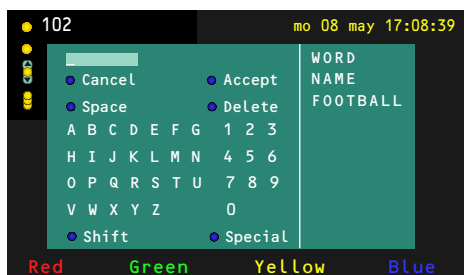 102 mo 08 may 17:08:39
_
Cancel Accept
Space Delete
A B C D E F G 1 2 3
H I J K L M N 4 5 6
O P Q R S T U 7 8 9
V W X Y Z 0
Shift Special
WORD
NAME
FOOTBALL
Red Green Yellow Blue